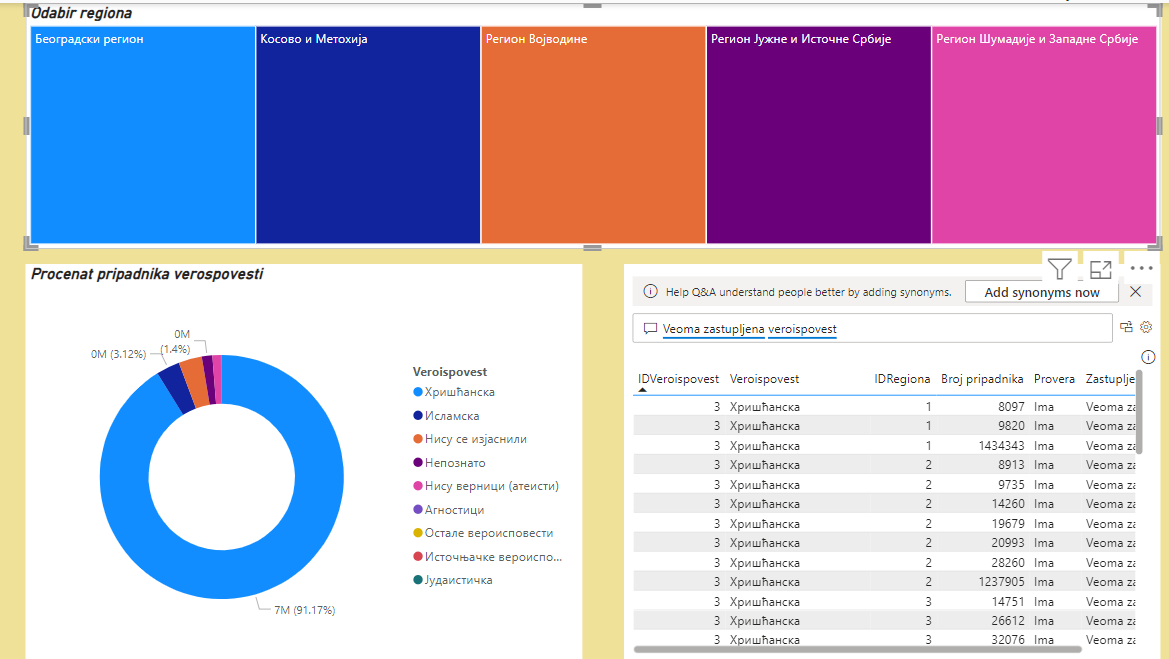 Odabir regiona
Београдски регион
Косово и Метохија
Регион Војводине
Регион Јужне и Источне Србије
Регион Шумадије и Западне Србије
Procenat pripadnika verospovesti
0M
(1.4%)
0M (3.12%)
7M (91.17%)
Veroispovest
Хришћанска
Исламска
Нису се изјаснили
Непознато
Нису верници (атеисти)
Агностици
Остале вероисповести
Источњачке вероиспо...
Јудаистичка
Help Q&A understand people better by adding synonyms.
Add synonyms now
Veoma zastupljena veroispovest
IDVeroispovest Veroispovest IDRegiona Broj pripadnika Provera Zastuplje
3 Хришћанска 1 8097 Ima Veoma za
3 Хришћанска 1 9820 Ima Veoma za
3 Хришћанска 1 1434343 Ima Veoma za
3 Хришћанска 2 8913 Ima Veoma za
3 Хришћанска 2 9735 Ima Veoma za
3 Хришћанска 2 14260 Ima Veoma za
3 Хришћанска 2 19679 Ima Veoma za
3 Хришћанска 2 20993 Ima Veoma za
3 Хришћанска 2 28260 Ima Veoma za
3 Хришћанска 2 1237905 Ima Veoma za
3 Хришћанска 3 14751 Ima Veoma za
3 Хришћанска 3 26612 Ima Veoma za
3 Хришћанска 3 32076 Ima Veoma za